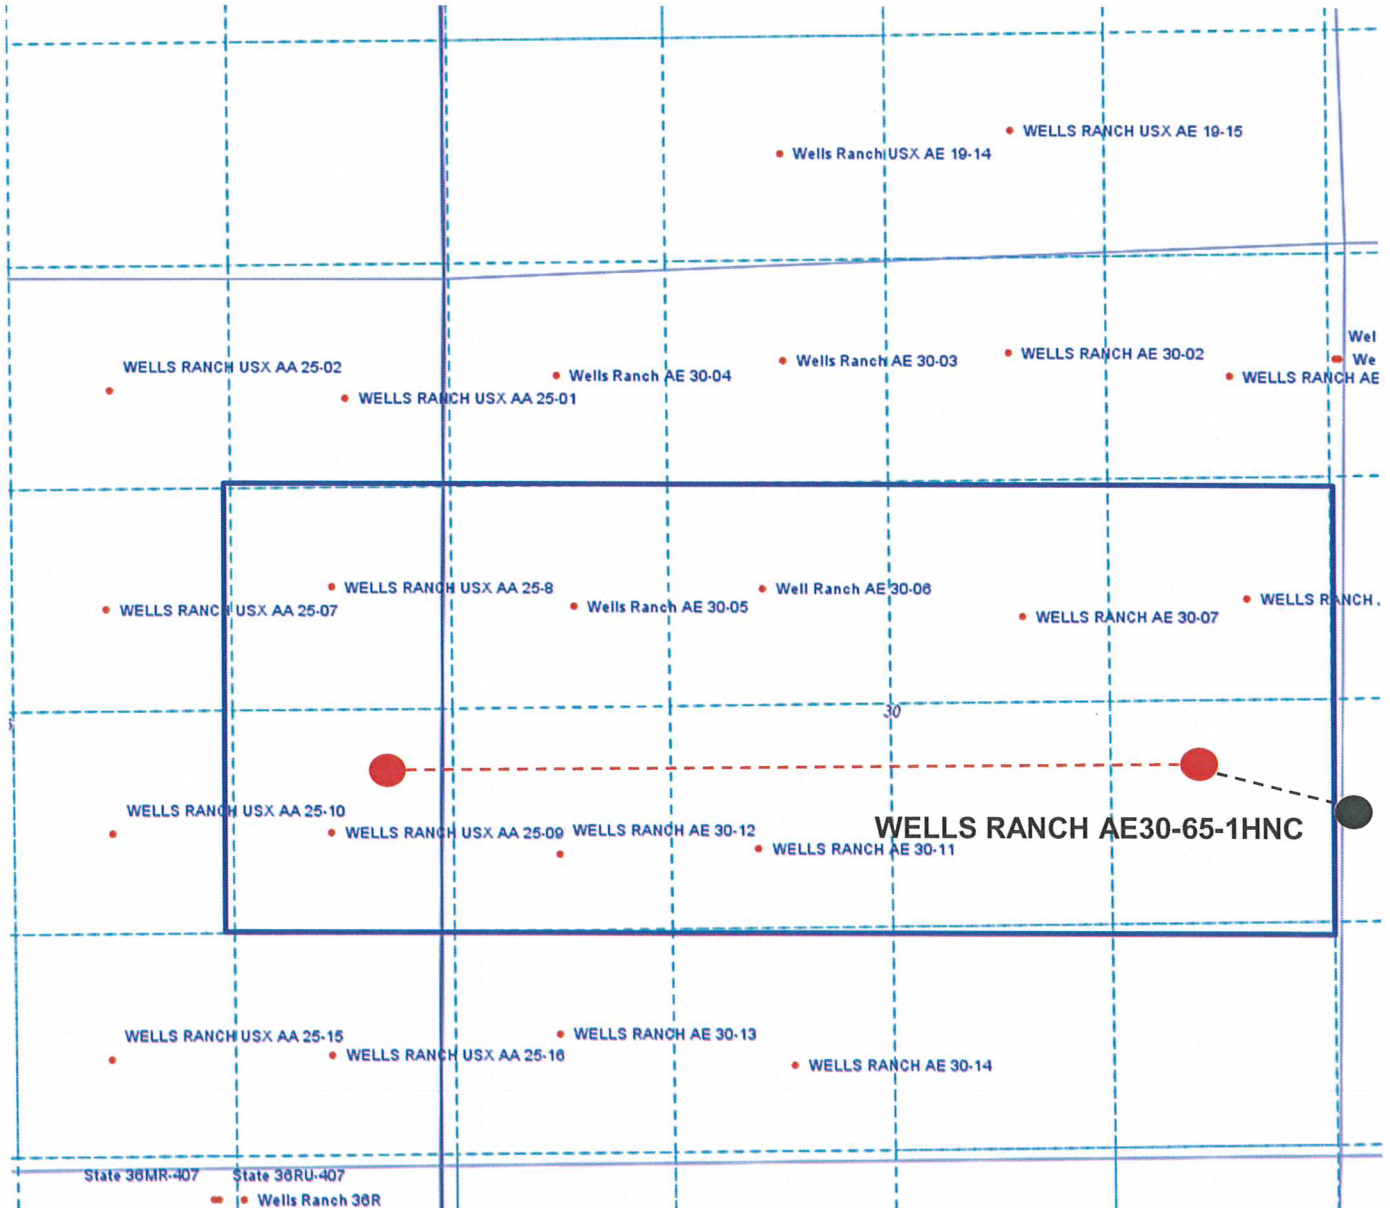 WELLS RANCH USX AE 19-15
Wells Ranch USX AE 19-14
Wel
WELLS RANCH USX AA 25-02
Wells Ranch AE 30-03
WELLS RANCH AE 30-02
We
Wells Ranch AE 30-04
WELLS RANCH AE
WELLS RANCH USX AA 25-01
WELLS RANCH USX AA 25-8
Well Ranch AE 30-06
WELLS RANCH USX AA 25-07
Wells Ranch AE 30-05
WELLS RANCH AE 30-07
WELLS RANCH
30
WELLS RANCH USX AA 25-10
WELLS RANCH USX AA 25-09
WELLS RANCH AE 30-12
WELLS RANCH AE30-65-1HNC
WELLS RANCH AE 30-11
WELLS RANCH USX AA 25-15
WELLS RANCH AE 30-13
WELLS RANCH USX AA 25-16
WELLS RANCH AE 30-14
State 36MR-407
State 36RU-407
Wells Ranch 36R